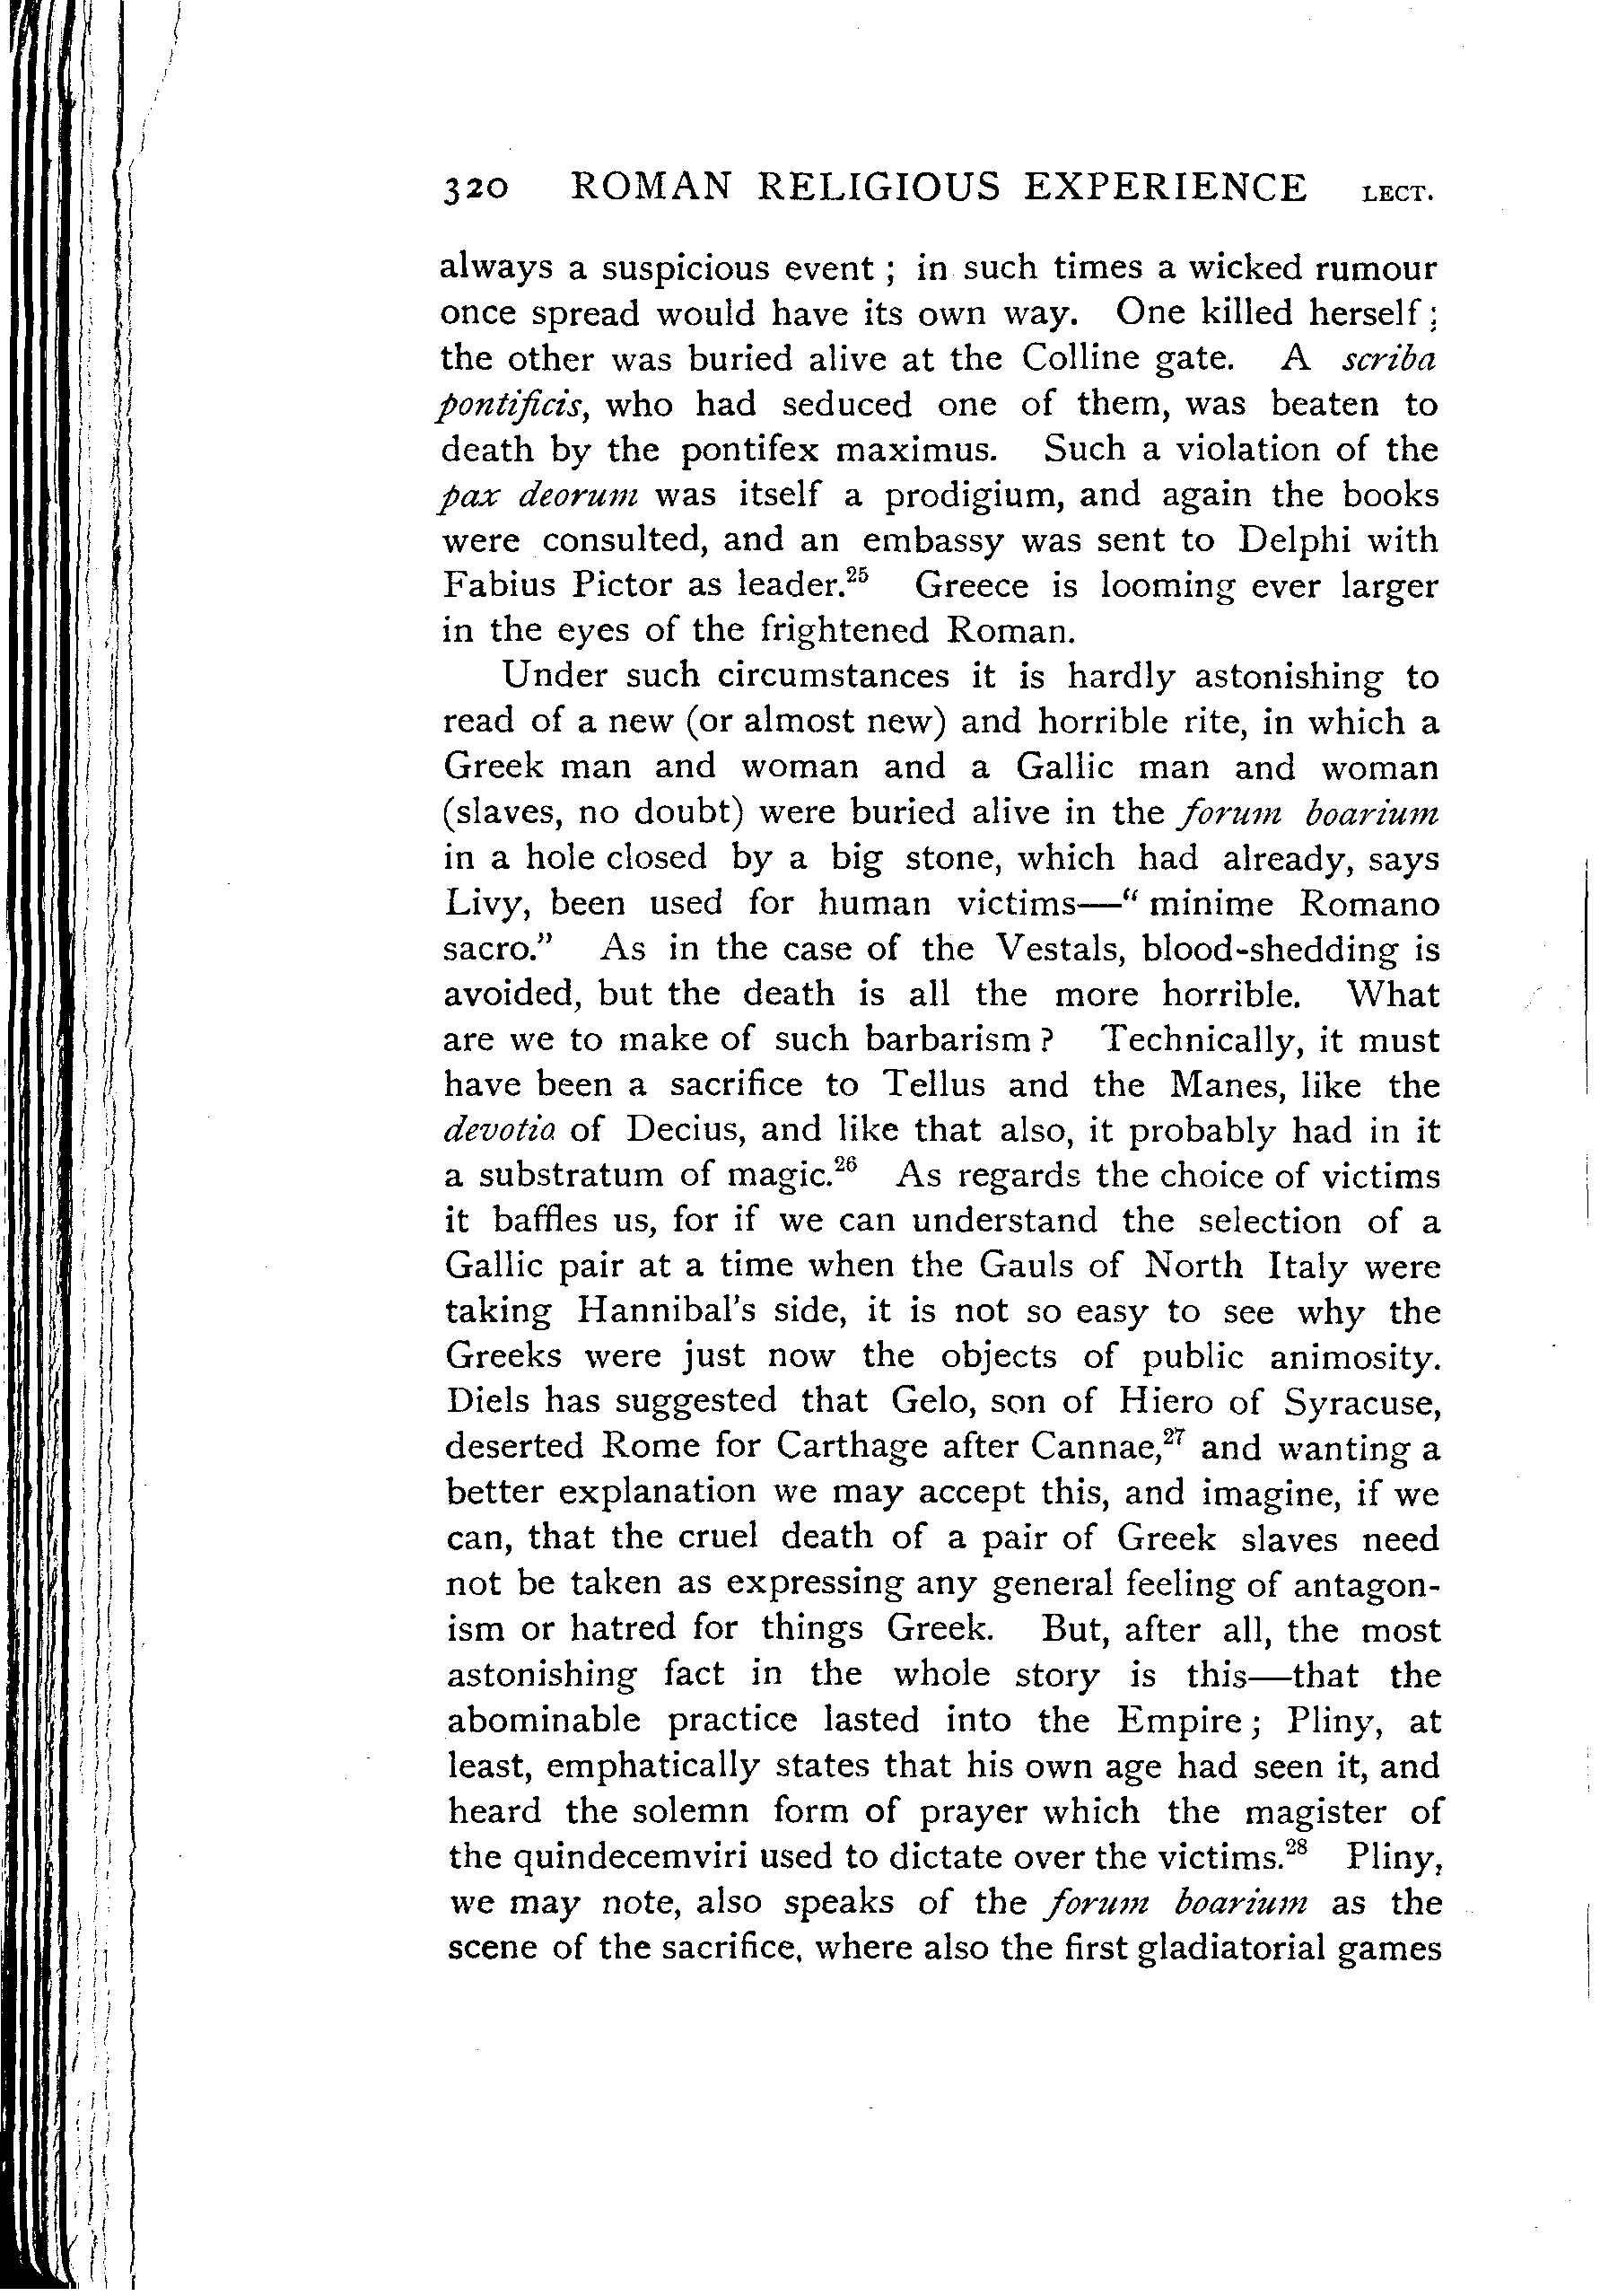 320 ROMAN RELIGIOUS EXPERIENCE LECT.
always a suspicious event ; in such times a wicked rumour
once spread would have its own way. One killed herself ;
the other was buried alive at the Colline gate. A scriba
pontificis, who had seduced one of them, was beaten to
death by the pontifex maximus. Such a violation of the
pax deorum was itself a prodigium, and again the books
were consulted, and an embassy was sent to Delphi with
Fabius Pictor as leader.²⁵ Greece is looming ever larger
in the eyes of the frightened Roman.
Under such circumstances it is hardly astonishing to
read of a new (or almost new) and horrible rite, in which a
Greek man and woman and a Gallic man and woman
(slaves, no doubt) were buried alive in the forum boarium
in a hole closed by a big stone, which had already, says
Livy, been used for human victims—“ minime Romano
sacro.” As in the case of the Vestals, blood-shedding is
avoided, but the death is all the more horrible. What
are we to make of such barbarism ? Technically, it must
have been a sacrifice to Tellus and the Manes, like the
devotio of Decius, and like that also, it probably had in it
a substratum of magic.²⁶ As regards the choice of victims
it baffles us, for if we can understand the selection of a
Gallic pair at a time when the Gauls of North Italy were
taking Hannibal's side, it is not so easy to see why the
Greeks were just now the objects of public animosity.
Diels has suggested that Gelo, son of Hiero of Syracuse,
deserted Rome for Carthage after Cannae,²⁷ and wanting a
better explanation we may accept this, and imagine, if we
can, that the cruel death of a pair of Greek slaves need
not be taken as expressing any general feeling of antagon-
ism or hatred for things Greek. But, after all, the most
astonishing fact in the whole story is this—that the
abominable practice lasted into the Empire ; Pliny, at
least, emphatically states that his own age had seen it, and
heard the solemn form of prayer which the magister of
the quindecemviri used to dictate over the victims.²⁸ Pliny,
we may note, also speaks of the forum boarium as the
scene of the sacrifice, where also the first gladiatorial games